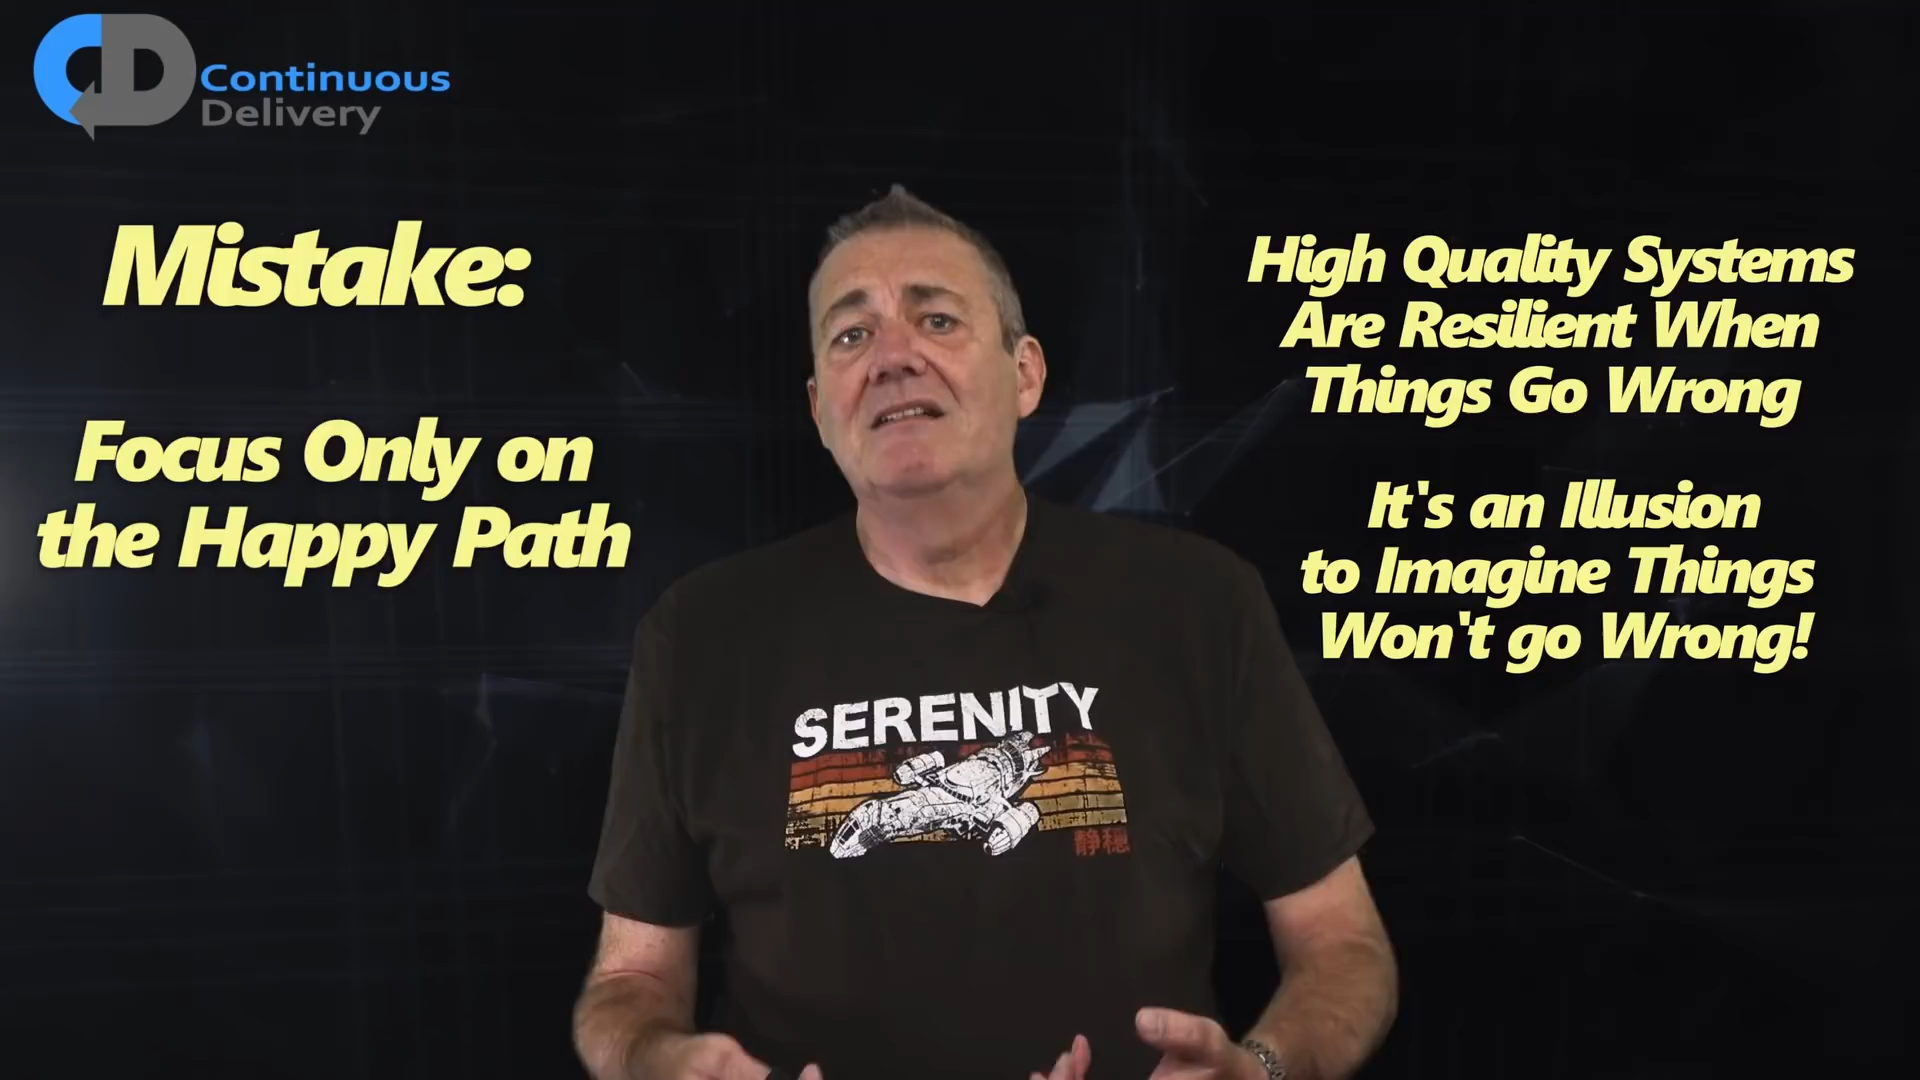 Continuous
Delivery
Mistake:
Focus Only on
the Happy Path
High Quality Systems
Are Resilient When
Things Go Wrong
It's an Illusion
to Imagine Things
Won't go Wrong!
SERENITY
静穏